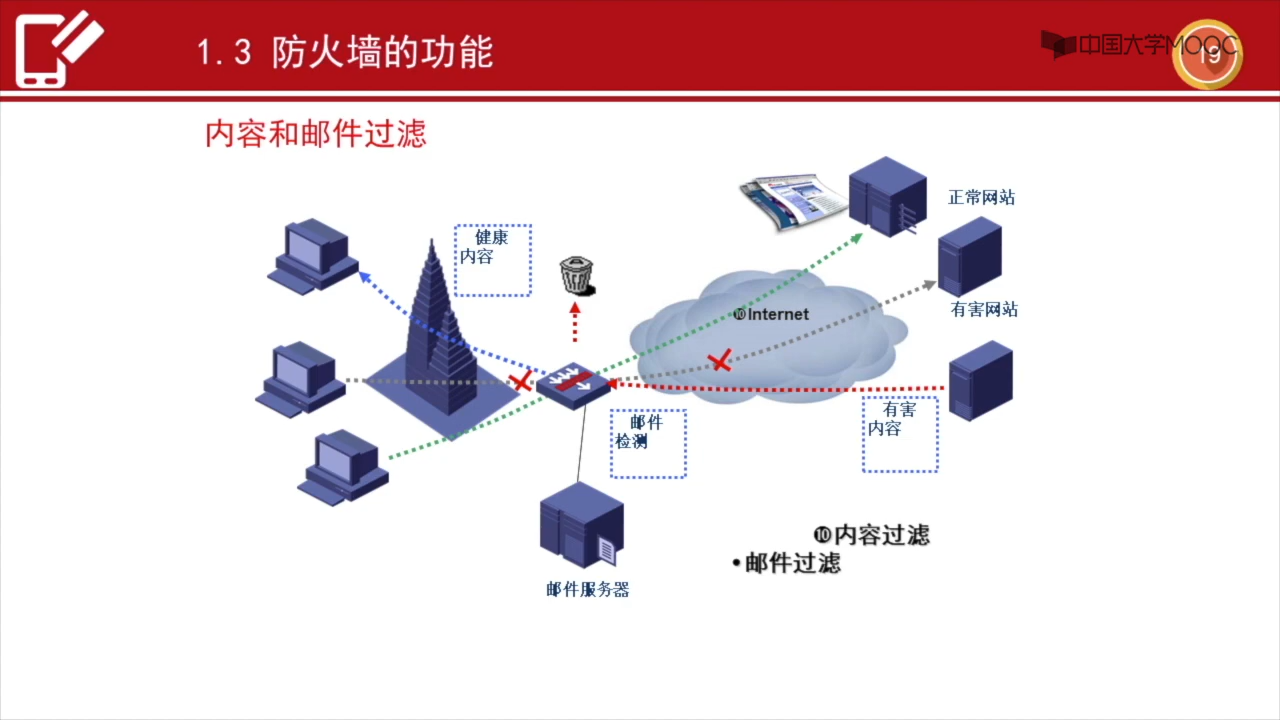 1.3 防火墙的功能
中国大学MOOC
19
内容和邮件过滤
正常网站
健康
内容
⓾Internet
有害网站
有害
内容
邮件
检测
⓾内容过滤
•邮件过滤
邮件服务器